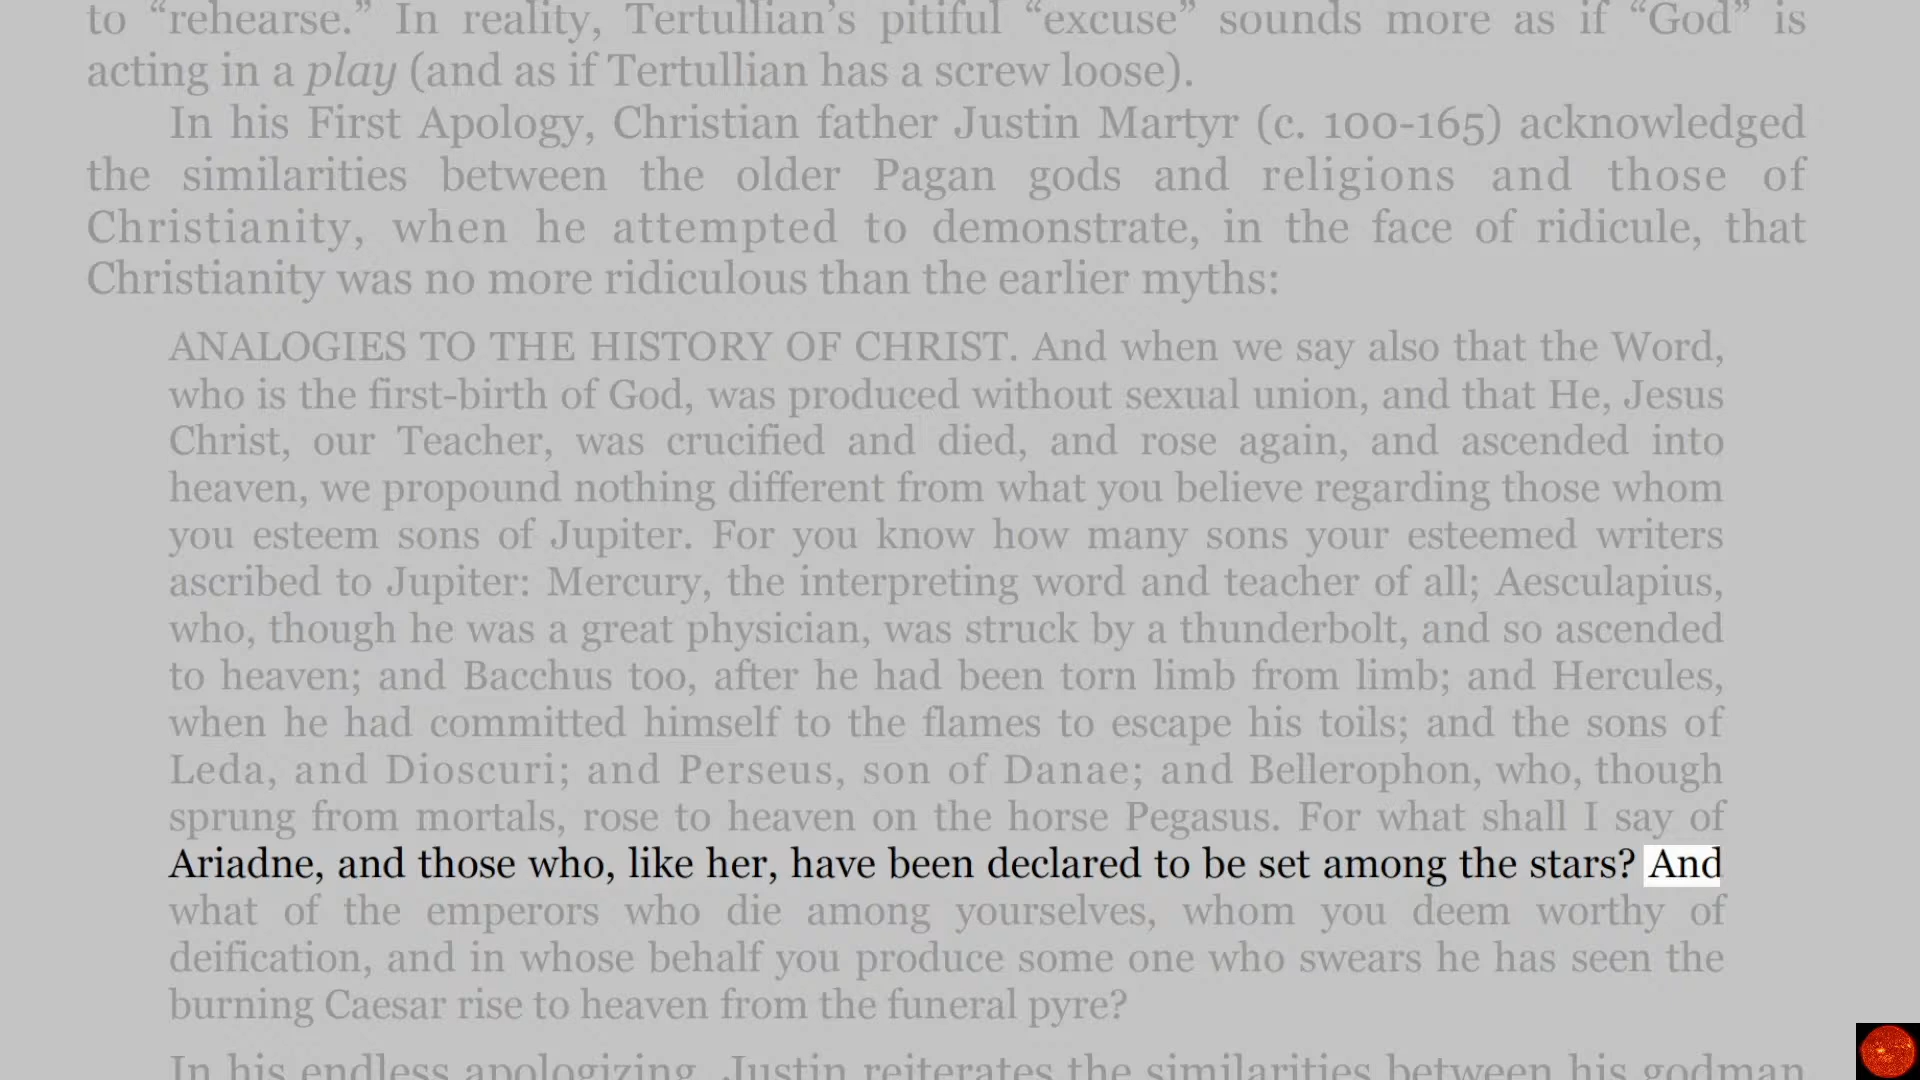 to “rehearse.” In reality, Tertullian’s pitiful “excuse” sounds more as if “God” is
acting in a play (and as if Tertullian has a screw loose).
In his First Apology, Christian father Justin Martyr (c. 100-165) acknowledged
the similarities between the older Pagan gods and religions and those of
Christianity, when he attempted to demonstrate, in the face of ridicule, that
Christianity was no more ridiculous than the earlier myths:
ANALOGIES TO THE HISTORY OF CHRIST. And when we say also that the Word,
who is the first-birth of God, was produced without sexual union, and that He, Jesus
Christ, our Teacher, was crucified and died, and rose again, and ascended into
heaven, we propound nothing different from what you believe regarding those whom
you esteem sons of Jupiter. For you know how many sons your esteemed writers
ascribed to Jupiter: Mercury, the interpreting word and teacher of all; Aesculapius,
who, though he was a great physician, was struck by a thunderbolt, and so ascended
to heaven; and Bacchus too, after he had been torn limb from limb; and Hercules,
when he had committed himself to the flames to escape his toils; and the sons of
Leda, and Dioscuri; and Perseus, son of Danae; and Bellerophon, who, though
sprung from mortals, rose to heaven on the horse Pegasus. For what shall I say of
Ariadne, and those who, like her, have been declared to be set among the stars? And
what of the emperors who die among yourselves, whom you deem worthy of
deification, and in whose behalf you produce some one who swears he has seen the
burning Caesar rise to heaven from the funeral pyre?
In his endless apologizing, Justin reiterates the similarities between his godman